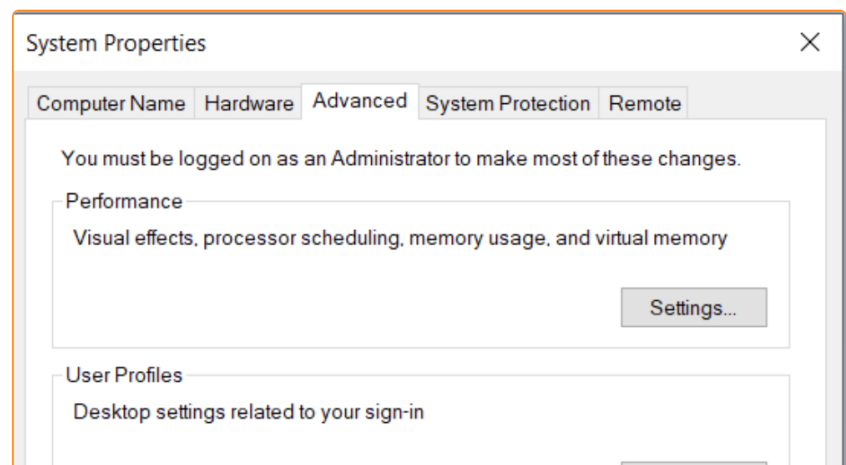 System Properties
Computer Name Hardware Advanced System Protection Remote
You must be logged on as an Administrator to make most of these changes.
Performance
Visual effects, processor scheduling, memory usage, and virtual memory
Settings...
User Profiles
Desktop settings related to your sign-in